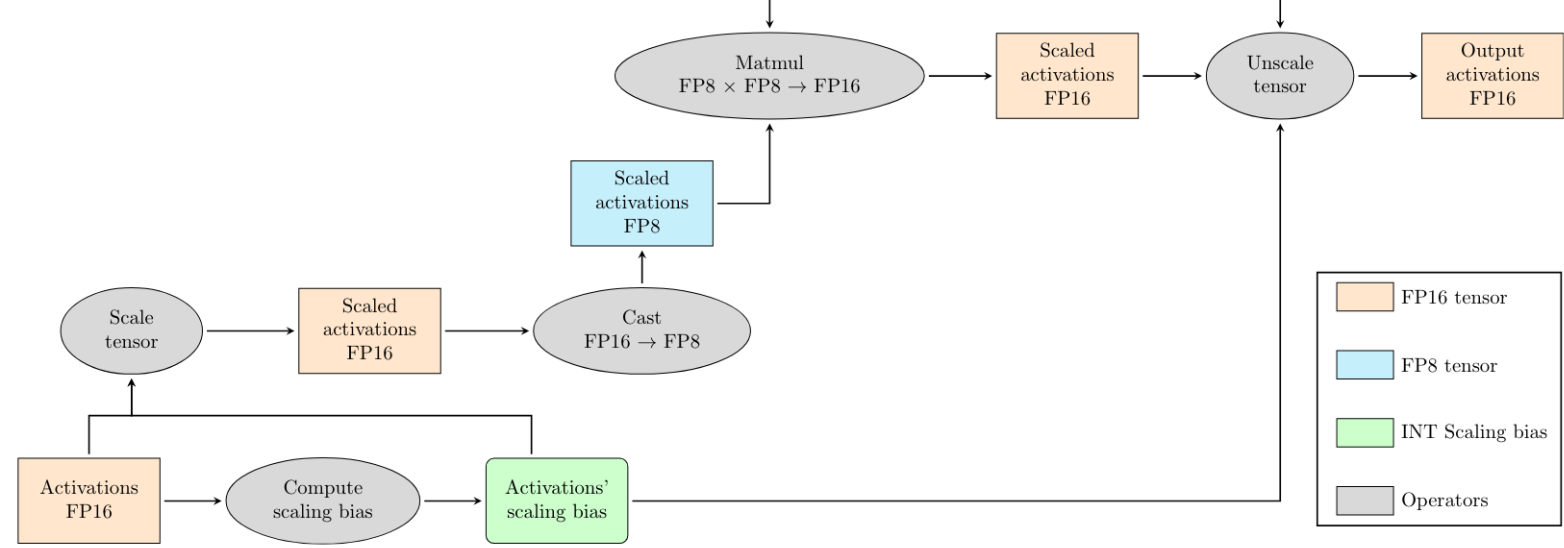 Matmul
FP8 × FP8 → FP16
Scaled
activations
FP16
Unscale
tensor
Output
activations
FP16
Scaled
activations
FP8
Scale
tensor
Scaled
activations
FP16
Cast
FP16 → FP8
Activations
FP16
Compute
scaling bias
Activations'
scaling bias
FP16 tensor
FP8 tensor
INT Scaling bias
Operators